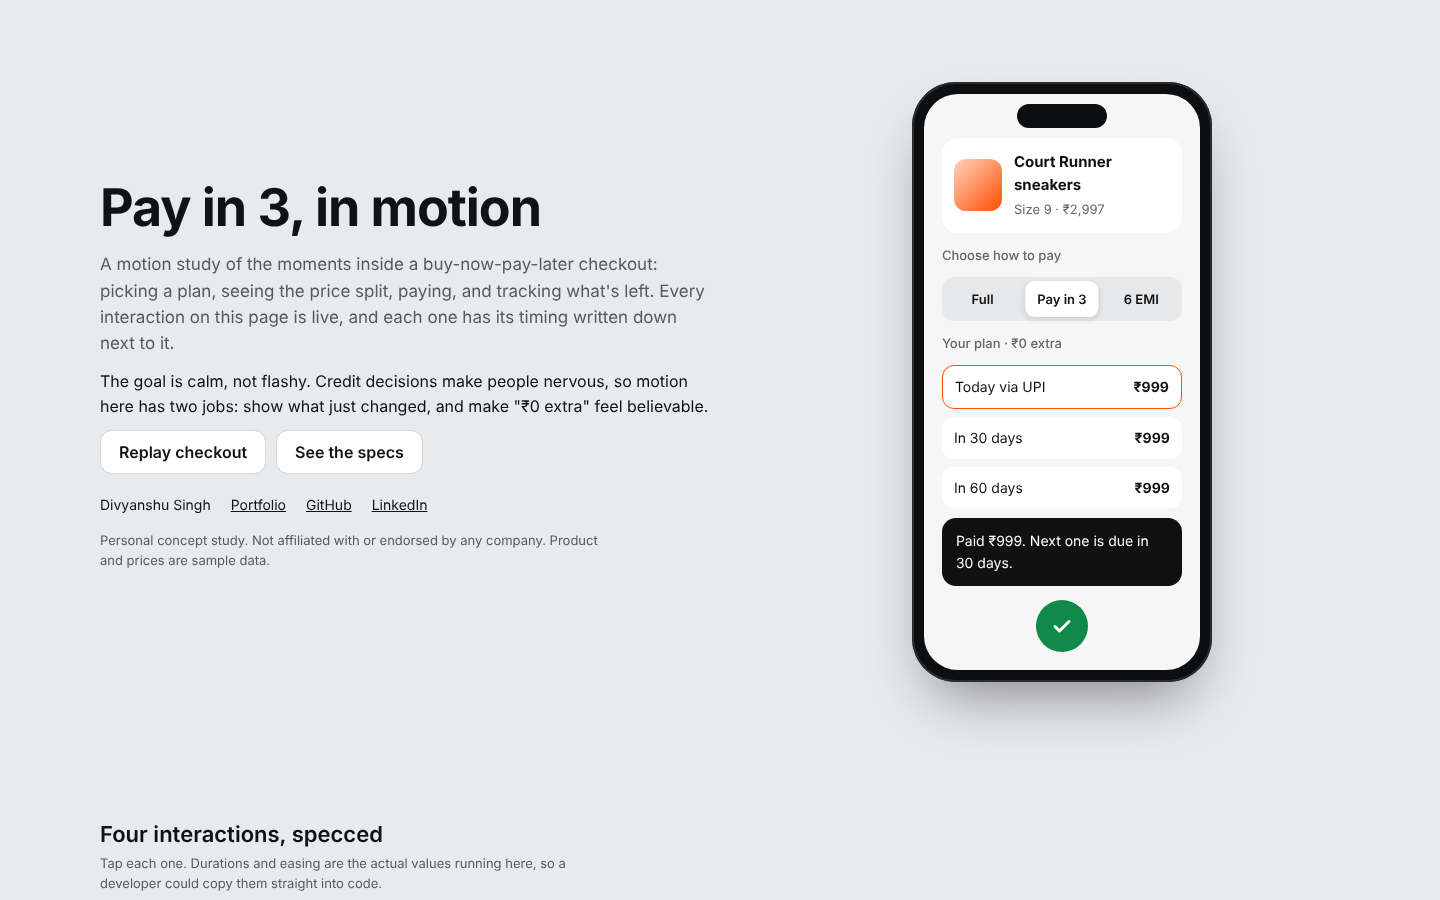 Pay in 3, in motion
A motion study of the moments inside a buy-now-pay-later checkout:
picking a plan, seeing the price split, paying, and tracking what's left. Every
interaction on this page is live, and each one has its timing written down
next to it.
The goal is calm, not flashy. Credit decisions make people nervous, so motion
here has two jobs: show what just changed, and make "₹0 extra" feel believable.
Replay checkout
See the specs
Divyanshu Singh
Portfolio
GitHub
LinkedIn
Personal concept study. Not affiliated with or endorsed by any company. Product
and prices are sample data.
Court Runner
sneakers
Size 9 · ₹2,997
Choose how to pay
Full
Pay in 3
6 EMI
Your plan · ₹0 extra
Today via UPI ₹999
In 30 days ₹999
In 60 days ₹999
Paid ₹999. Next one is due in
30 days.
Four interactions, specced
Tap each one. Durations and easing are the actual values running here, so a
developer could copy them straight into code.